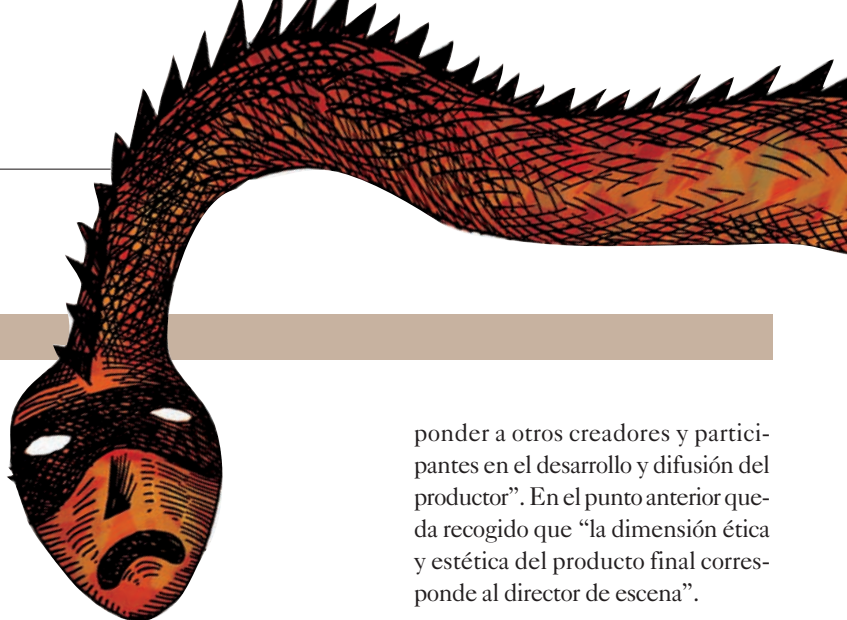 ponder a otros creadores y partici-
pantes en el desarrollo y difusión del
productor”. En el punto anterior que-
da recogido que “la dimensión ética
y estética del producto final corres-
ponde al director de escena”.